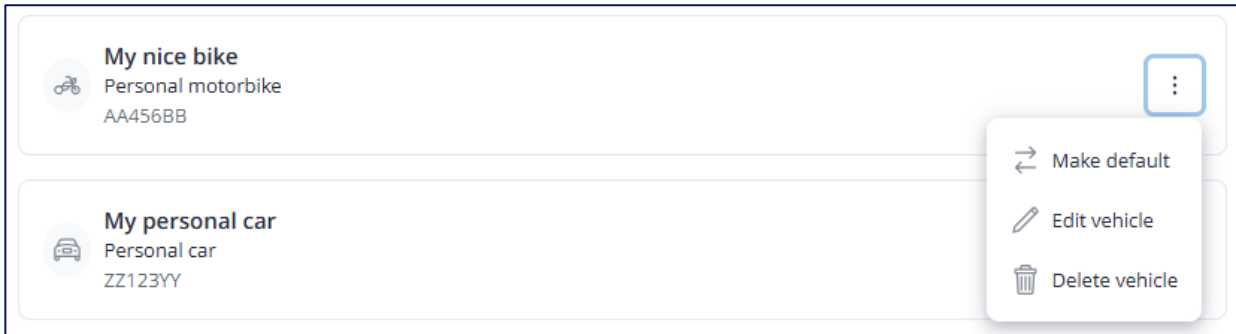 My nice bike
Personal motorbike
AA456BB
Make default
My personal car
Edit vehicle
Personal car
ZZ123YY
Delete vehicle